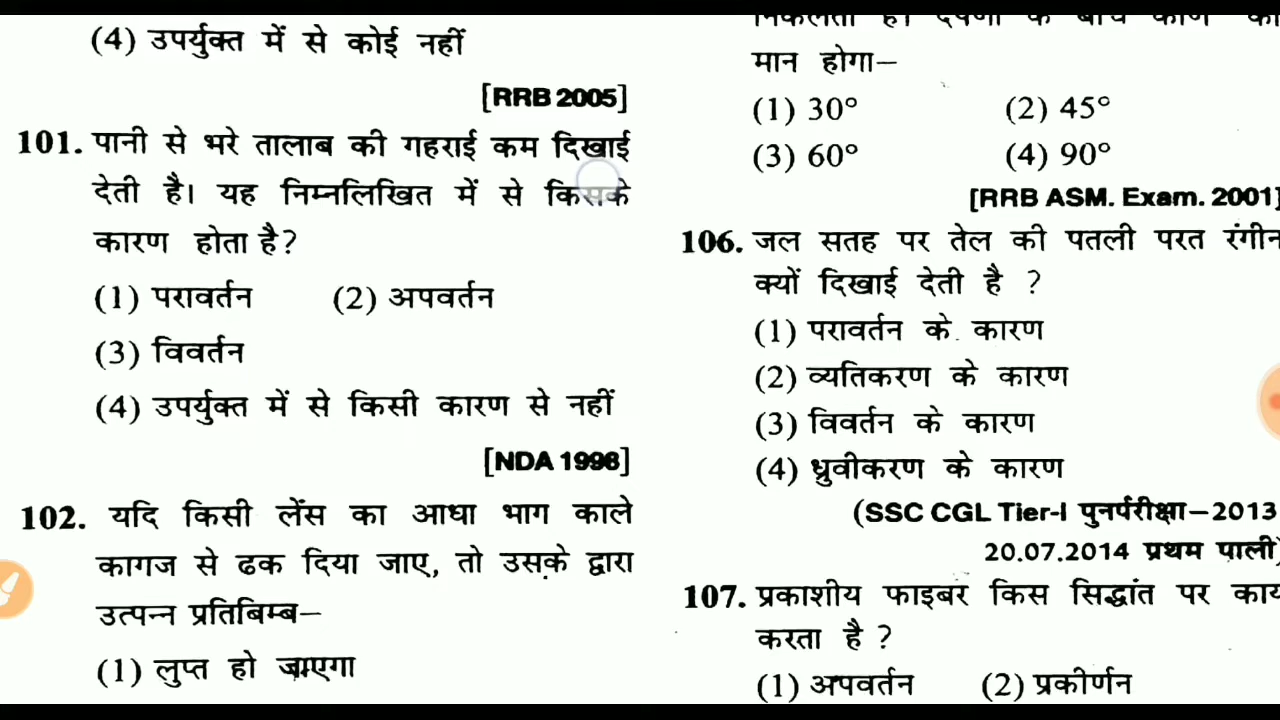 (4) उपर्युक्त में से कोई नहीं
[RRB 2005]
101. पानी से भरे तालाब की गहराई कम दिखाई
देती है। यह निम्नलिखित में से किसके
कारण होता है?
(1) परावर्तन (2) अपवर्तन
(3) विवर्तन
(4) उपर्युक्त में से किसी कारण से नहीं
[NDA 1996]
102. यदि किसी लेंस का आधा भाग काले
कागज से ढक दिया जाए, तो उसके द्वारा
उत्पन्न प्रतिबिम्ब–
(1) लुप्त हो जाएगा
मान होगा–
(1) 30° (2) 45°
(3) 60° (4) 90°
[RRB ASM. Exam. 2001]
106. जल सतह पर तेल की पतली परत रंगीन
क्यों दिखाई देती है ?
(1) परावर्तन के कारण
(2) व्यतिकरण के कारण
(3) विवर्तन के कारण
(4) ध्रुवीकरण के कारण
(SSC CGL Tier-I पुनर्परीक्षा–2013
20.07.2014 प्रथम पाली)
107. प्रकाशीय फाइबर किस सिद्धांत पर कार्य
करता है ?
(1) अपवर्तन (2) प्रकीर्णन